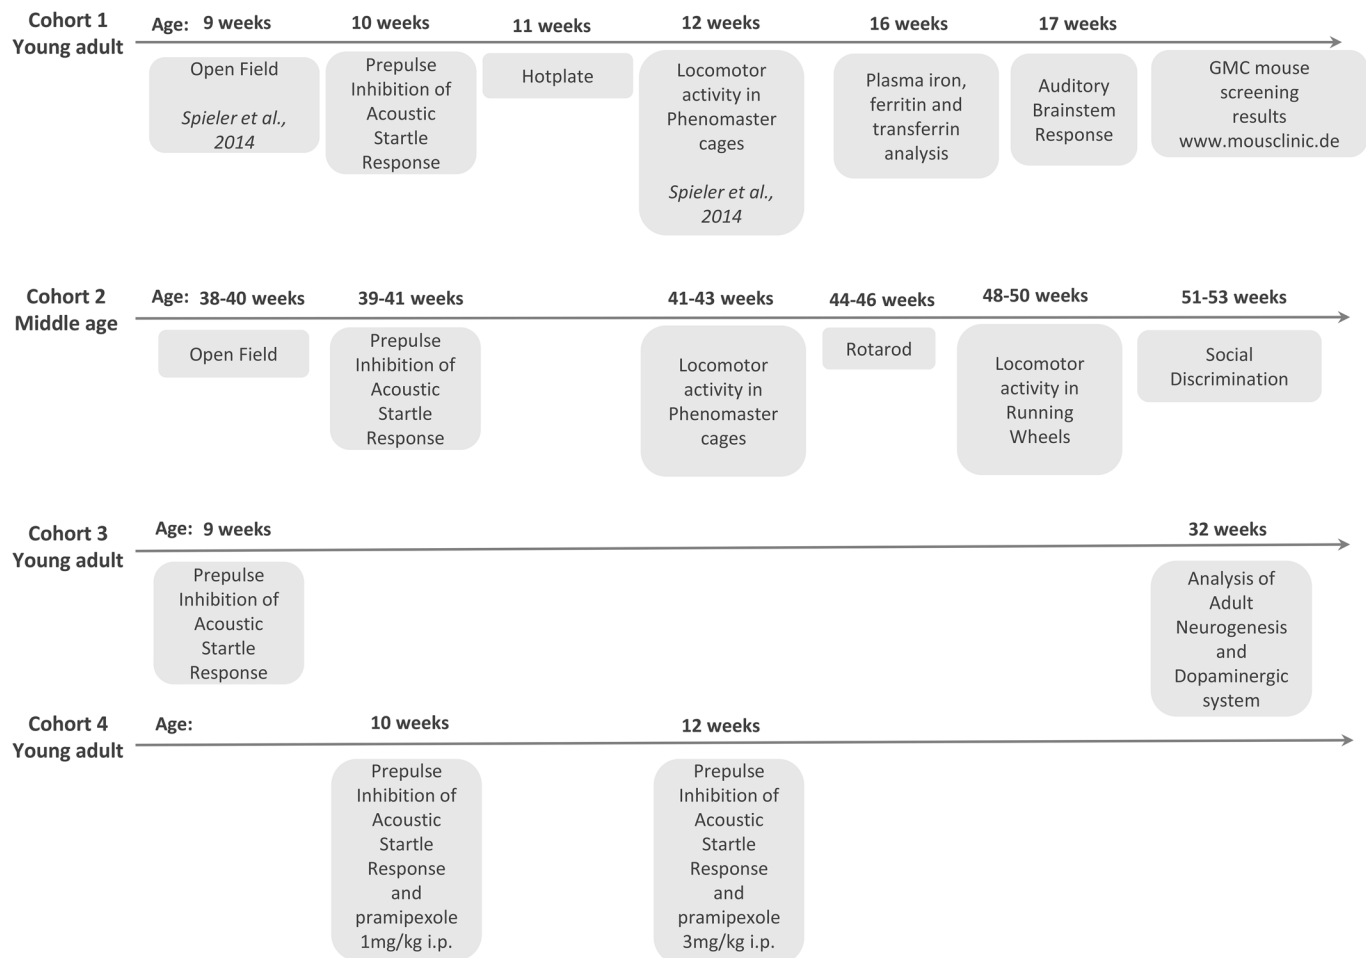 Cohort 1
Young adult
Age: 9 weeks
10 weeks
11 weeks
12 weeks
16 weeks
17 weeks
Open Field
Spieler et al.,
2014
Prepulse
Inhibition of
Acoustic
Startle
Response
Hotplate
Locomotor
activity in
Phenomaster
cages
Spieler et al.,
2014
Plasma iron,
ferritin and
transferrin
analysis
Auditory
Brainstem
Response
GMC mouse
screening
results
www.mousclinic.de
Cohort 2
Middle age
Age: 38-40 weeks
39-41 weeks
41-43 weeks
44-46 weeks
48-50 weeks
51-53 weeks
Open Field
Prepulse
Inhibition of
Acoustic
Startle
Response
Locomotor
activity in
Phenomaster
cages
Rotarod
Locomotor
activity in
Running
Wheels
Social
Discrimination
Cohort 3
Young adult
Age: 9 weeks
32 weeks
Prepulse
Inhibition of
Acoustic
Startle
Response
Analysis of
Adult
Neurogenesis
and
Dopaminergic
system
Cohort 4
Young adult
Age:
10 weeks
12 weeks
Prepulse
Inhibition of
Acoustic
Startle
Response
and
pramipexole
1mg/kg i.p.
Prepulse
Inhibition of
Acoustic
Startle
Response
and
pramipexole
3mg/kg i.p.